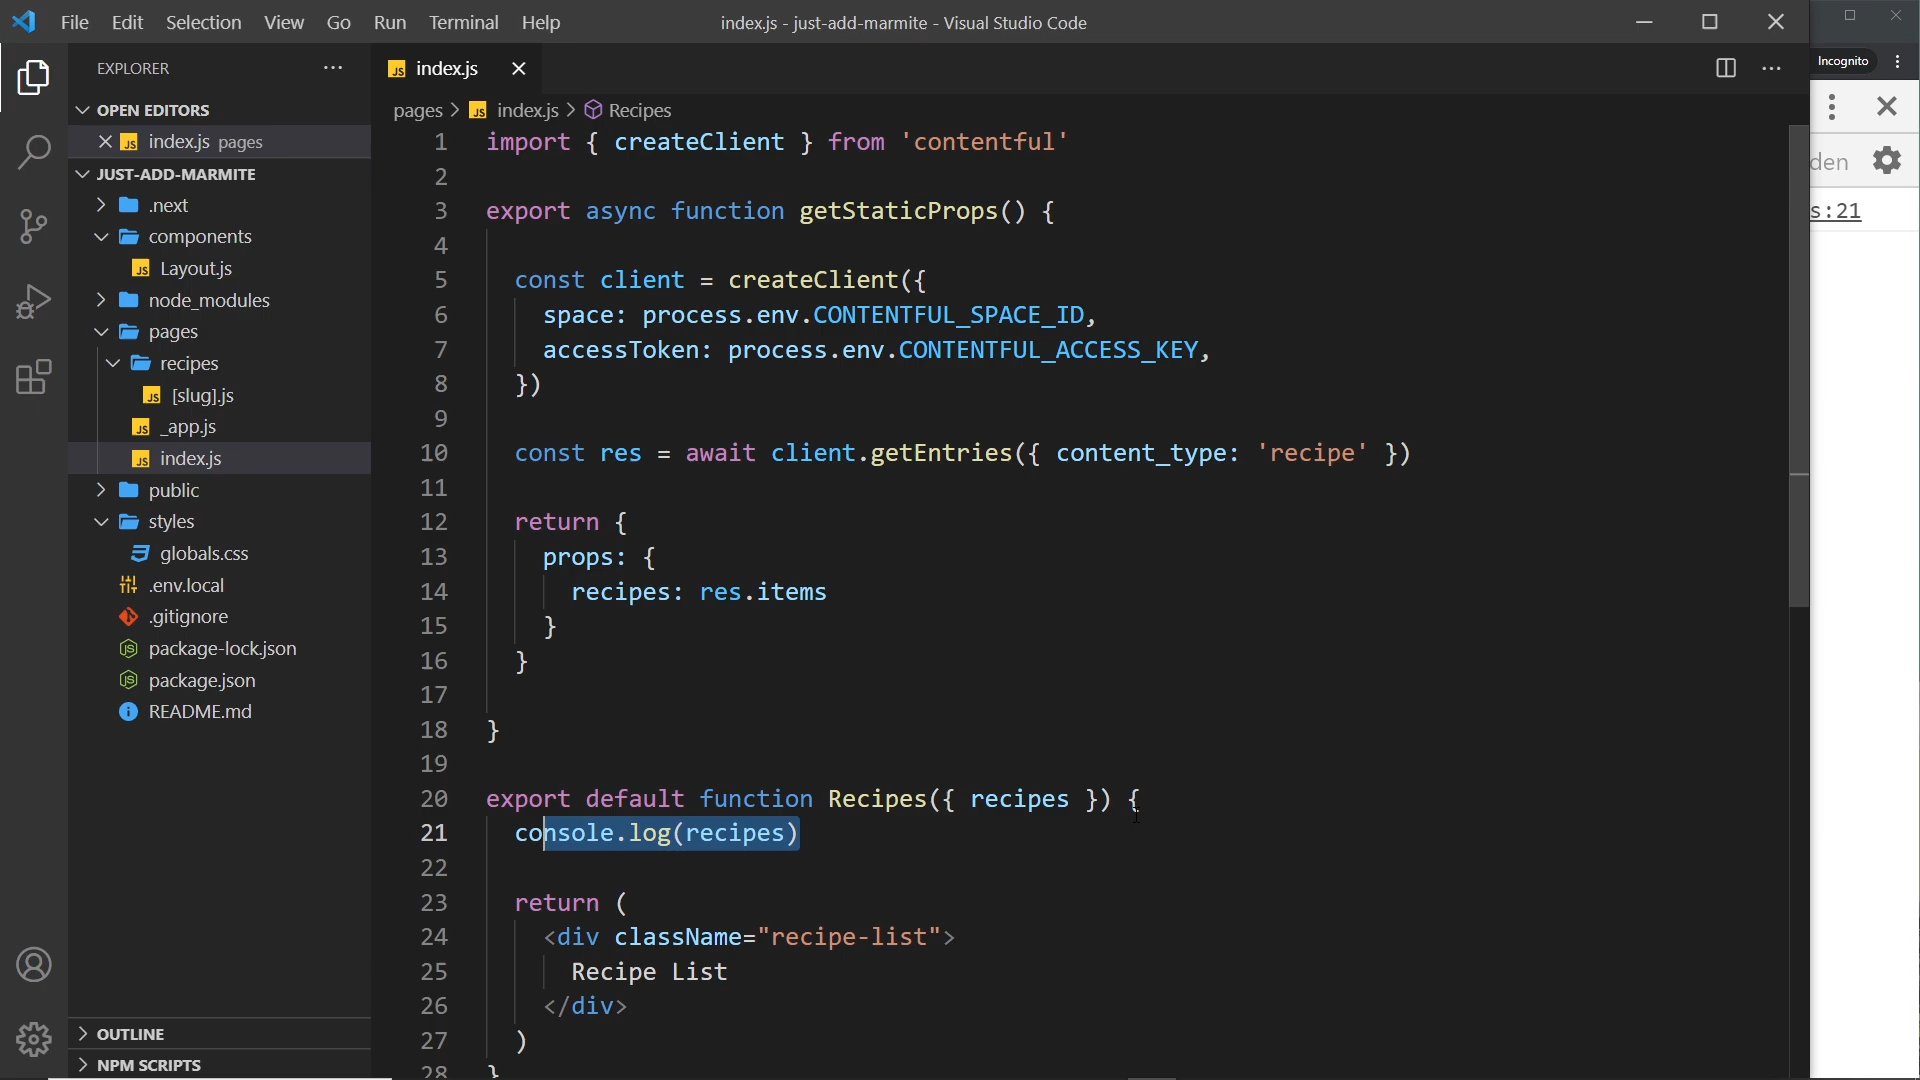 File Edit Selection View Go Run Terminal Help
index.js - just-add-marmite - Visual Studio Code
Incognito
EXPLORER
OPEN EDITORS
index.js pages
JUST-ADD-MARMITE
.next
components
Layout.js
node_modules
pages
recipes
[slug].js
_app.js
index.js
public
styles
globals.css
.env.local
.gitignore
package-lock.json
package.json
README.md
OUTLINE
NPM SCRIPTS
index.js
pages > index.js > Recipes
1 import { createClient } from 'contentful'
2
3 export async function getStaticProps() {
4
5 const client = createClient({
6 space: process.env.CONTENTFUL_SPACE_ID,
7 accessToken: process.env.CONTENTFUL_ACCESS_KEY,
8 })
9
10 const res = await client.getEntries({ content_type: 'recipe' })
11
12 return {
13 props: {
14 recipes: res.items
15 }
16 }
17
18 }
19
20 export default function Recipes({ recipes }) {
21 console.log(recipes)
22
23 return (
24 <div className="recipe-list">
25 Recipe List
26 </div>
27 )
28 }
den
s:21